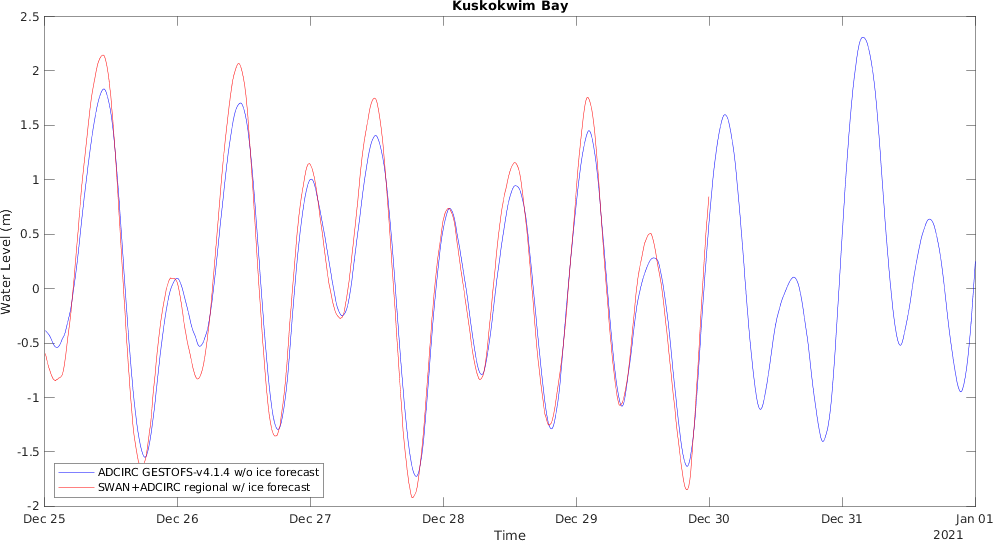 Kuskokwim Bay
2.5
2
1.5
1
0.5
0
-0.5
-1
-1.5
-2
Water Level (m)
ADCIRC GESTOFS-v4.1.4 w/o ice forecast
SWAN+ADCIRC regional w/ ice forecast
Dec 25 Dec 26 Dec 27 Dec 28 Dec 29 Dec 30 Dec 31 Jan 01
Time 2021